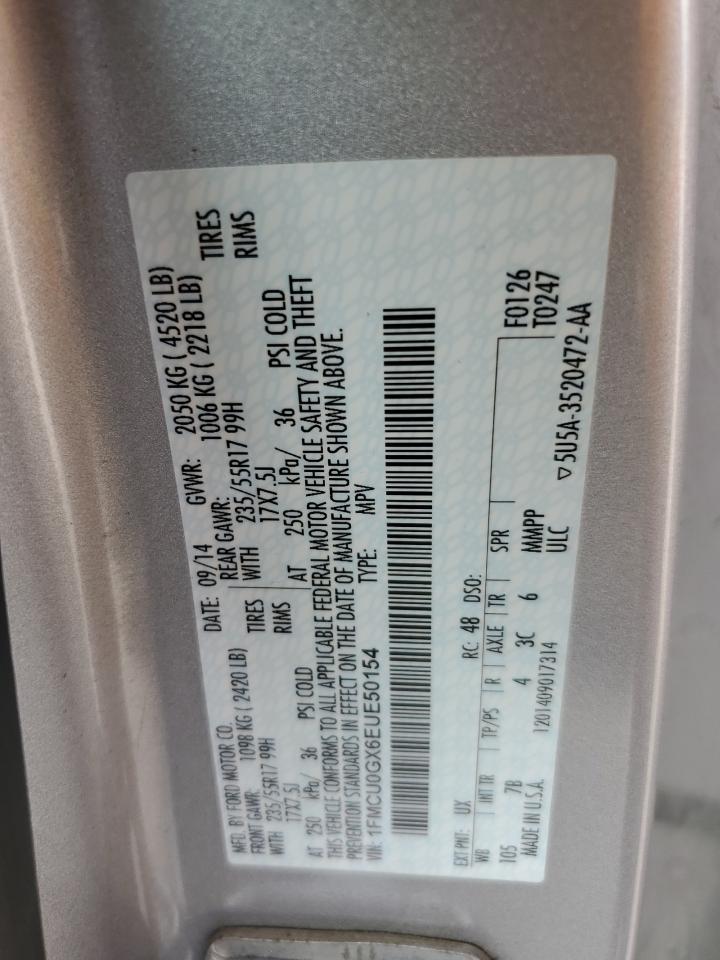 MFD. BY FORD MOTOR CO.
DATE: 09/14 GVWR: 2050 KG ( 4520 LB)
FRONT GAWR: 1098 KG ( 2420 LB) REAR GAWR: 1006 KG ( 2218 LB)
WITH 235/55R17 99H TIRES WITH 235/55R17 99H TIRES
17X7.5J RIMS 17X7.5J RIMS
AT 250 kPa/ 36 PSI COLD AT 250 kPa/ 36 PSI COLD
THIS VEHICLE CONFORMS TO ALL APPLICABLE FEDERAL MOTOR VEHICLE SAFETY AND THEFT
PREVENTION STANDARDS IN EFFECT ON THE DATE OF MANUFACTURE SHOWN ABOVE.
VIN: 1FMCU0GX6EUE50154 TYPE: MPV
EXT PNT: UX RC: 48 DSO:
WB INT TR TP/PS R AXLE TR SPR F0126
T0247
105 7B 4 3C 6 MMPP
ULC
MADE IN U.S.A. 1201409017314 ▽ 5U5A-3520472-AA